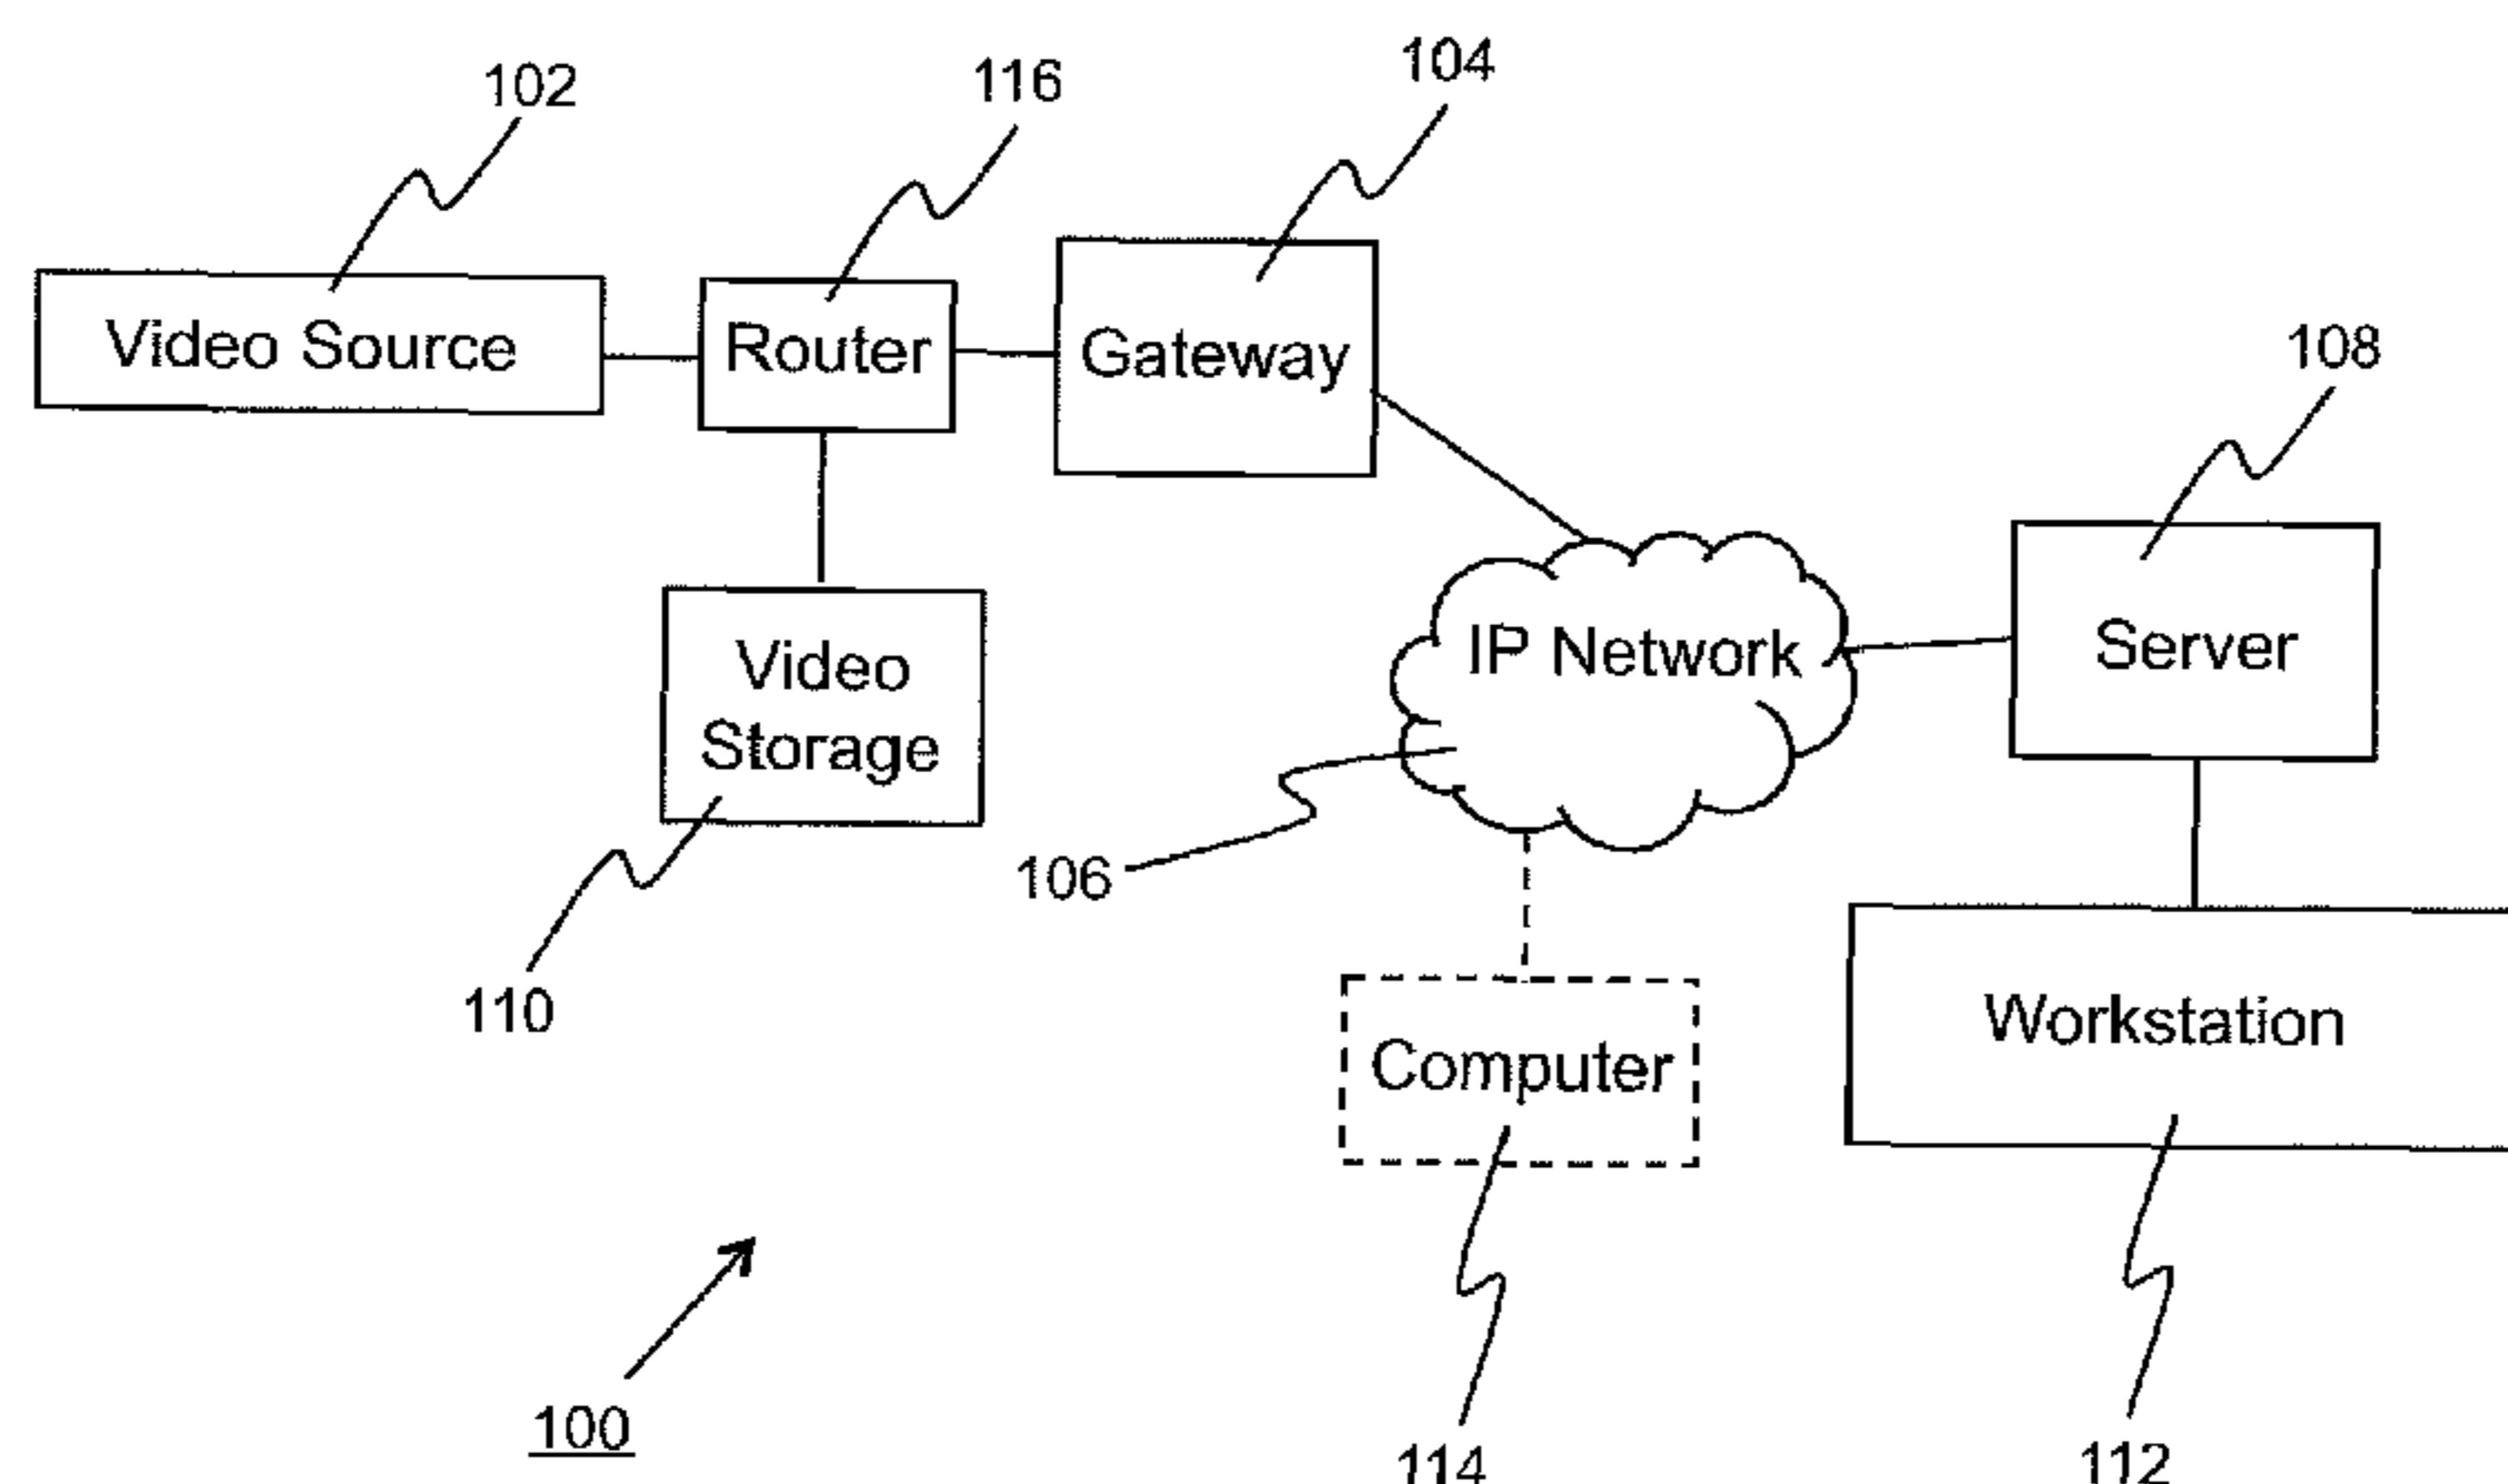 102
116
104
Video Source
Router
Gateway
108
IP Network
Server
Video
Storage
106
110
Computer
Workstation
100
114
112